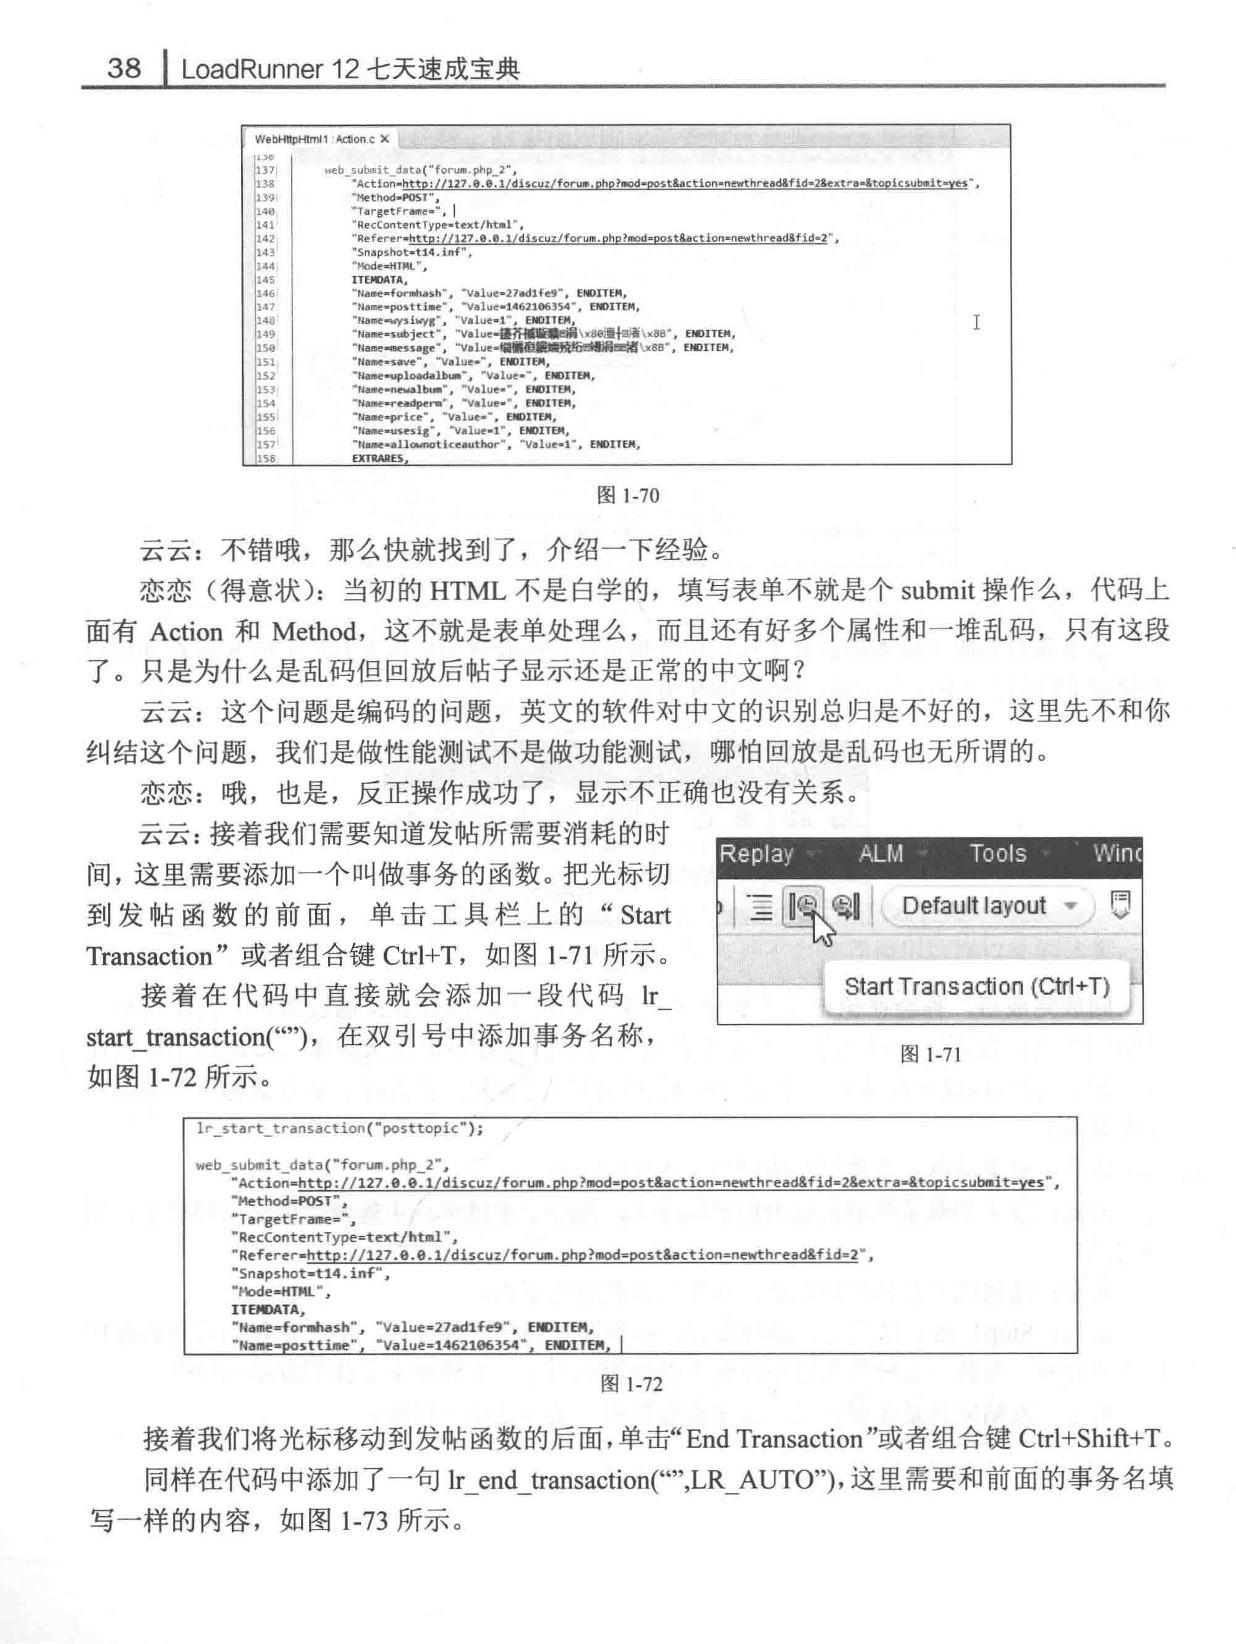 38 LoadRunner 12 七天速成宝典
WebHttpHtml1 : Action.c X
136
137 web_submit_data("forum.php_2",
138 "Action=http://127.0.0.1/discuz/forum.php?mod=post&action=newthread&fid=2&extra=&topicsubmit=yes",
139 "Method=POST",
140 "TargetFrame=",
141 "RecContentType=text/html",
142 "Referer=http://127.0.0.1/discuz/forum.php?mod=post&action=newthread&fid=2",
143 "Snapshot=t14.inf",
144 "Mode=HTML",
145 ITEMDATA,
146 "Name=formhash", "Value=27ad1fe9", ENDITEM,
147 "Name=posttime", "Value=1462106354", ENDITEM,
148 "Name=wysiwyg", "Value=1", ENDITEM,
149 "Name=subject", "Value= \x80 \x8B", ENDITEM,
150 "Name=message", "Value= \x8B", ENDITEM,
151 "Name=save", "Value=", ENDITEM,
152 "Name=uploadalbum", "Value=", ENDITEM,
153 "Name=newalbum", "Value=", ENDITEM,
154 "Name=readperm", "Value=", ENDITEM,
155 "Name=price", "Value=", ENDITEM,
156 "Name=usesig", "Value=1", ENDITEM,
157 "Name=allownoticeauthor", "Value=1", ENDITEM,
158 EXTRARES,
图 1-70
云云：不错哦，那么快就找到了，介绍一下经验。
恋恋（得意状）：当初的 HTML 不是白学的，填写表单不就是个 submit 操作么，代码上
面有 Action 和 Method，这不就是表单处理么，而且还有好多个属性和一堆乱码，只有这段
了。只是为什么是乱码但回放后帖子显示还是正常的中文啊？
云云：这个问题是编码的问题，英文的软件对中文的识别总归是不好的，这里先不和你
纠结这个问题，我们是做性能测试不是做功能测试，哪怕回放是乱码也无所谓的。
恋恋：哦，也是，反正操作成功了，显示不正确也没有关系。
云云：接着我们需要知道发帖所需要消耗的时
间，这里需要添加一个叫做事务的函数。把光标切
到发帖函数的前面，单击工具栏上的“Start
Transaction”或者组合键 Ctrl+T，如图 1-71 所示。
接着在代码中直接就会添加一段代码 lr_
start_transaction(“”)，在双引号中添加事务名称，
如图 1-72 所示。
Replay ALM Tools Winc
Default layout
Start Transaction (Ctrl+T)
图 1-71
lr_start_transaction("posttopic");
web_submit_data("forum.php_2",
"Action=http://127.0.0.1/discuz/forum.php?mod=post&action=newthread&fid=2&extra=&topicsubmit=yes",
"Method=POST",
"TargetFrame=",
"RecContentType=text/html",
"Referer=http://127.0.0.1/discuz/forum.php?mod=post&action=newthread&fid=2",
"Snapshot=t14.inf",
"Mode=HTML",
ITEMDATA,
"Name=formhash", "Value=27ad1fe9", ENDITEM,
"Name=posttime", "Value=1462106354", ENDITEM,
图 1-72
接着我们将光标移动到发帖函数的后面，单击“End Transaction”或者组合键 Ctrl+Shift+T。
同样在代码中添加了一句 lr_end_transaction(“”,LR_AUTO”)，这里需要和前面的事务名填
写一样的内容，如图 1-73 所示。